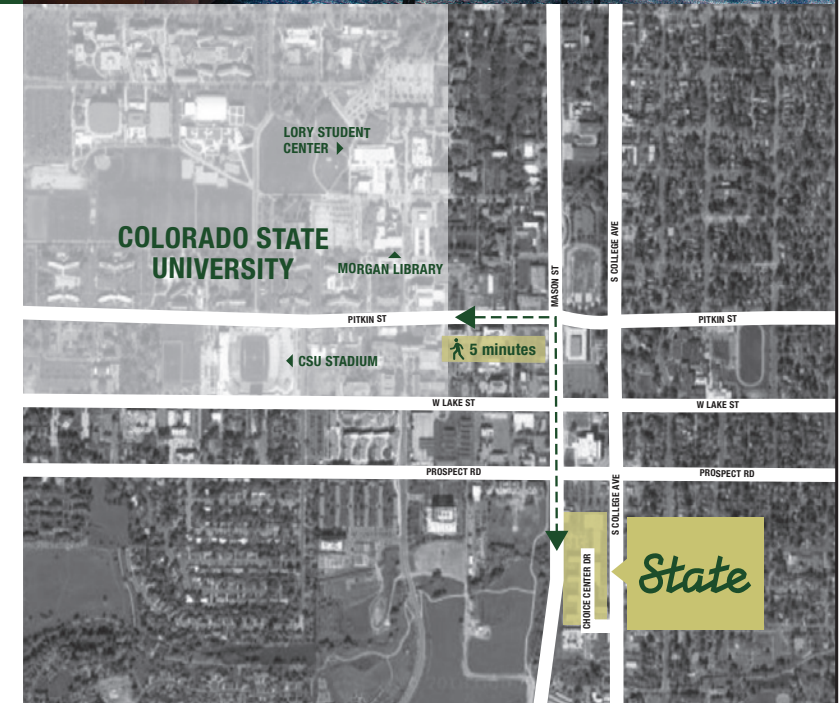 LORY STUDENT
CENTER
COLORADO STATE
UNIVERSITY
MORGAN LIBRARY
MASON ST
S COLLEGE AVE
PITKIN ST
PITKIN ST
5 minutes
CSU STADIUM
W LAKE ST
W LAKE ST
PROSPECT RD
PROSPECT RD
S COLLEGE AVE
CHOICE CENTER DR
State